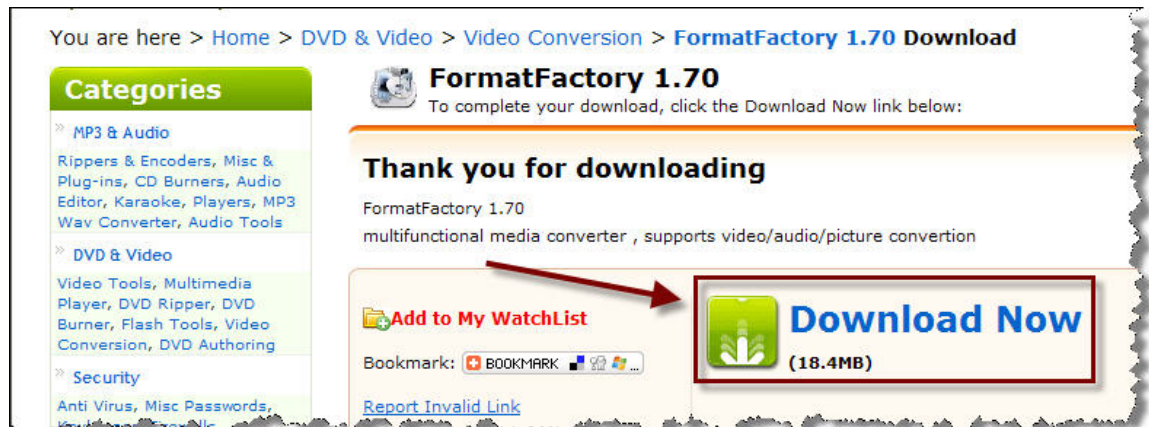 You are here > Home > DVD & Video > Video Conversion > FormatFactory 1.70 Download
Categories
» MP3 & Audio
Rippers & Encoders, Misc &
Plug-ins, CD Burners, Audio
Editor, Karaoke, Players, MP3
Wav Converter, Audio Tools
» DVD & Video
Video Tools, Multimedia
Player, DVD Ripper, DVD
Burner, Flash Tools, Video
Conversion, DVD Authoring
» Security
Anti Virus, Misc Passwords,
FormatFactory 1.70
To complete your download, click the Download Now link below:
Thank you for downloading
FormatFactory 1.70
multifunctional media converter , supports video/audio/picture convertion
Add to My WatchList
Bookmark: BOOKMARK ...
Report Invalid Link
Download Now
(18.4MB)